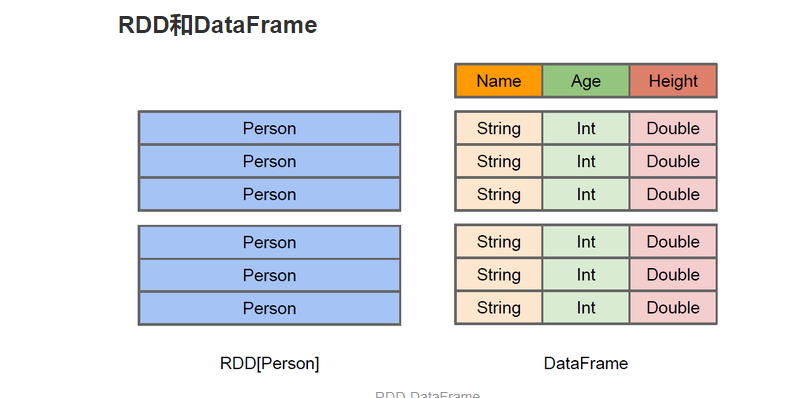 RDD和DataFrame
Name Age Height
Person String Int Double
Person String Int Double
Person String Int Double
Person String Int Double
Person String Int Double
Person String Int Double
RDD[Person] DataFrame
RDD-DataFrame